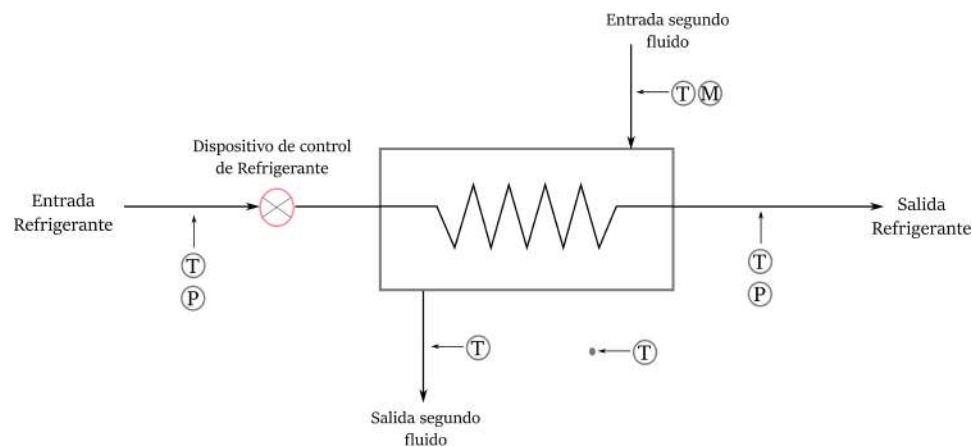 Entrada segundo
fluido
T M
Dispositivo de control
de Refrigerante
Entrada
Refrigerante
Salida
Refrigerante
T
P
T
P
T
T
Salida segundo
fluido